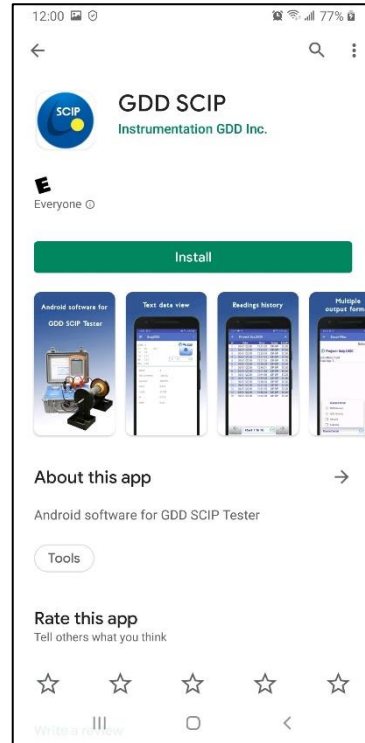 12:00 77%
SCIP
GDD SCIP
Instrumentation GDD Inc.
E
Everyone
Install
Android software for
GDD SCIP Tester
Text data view
Readings history
Multiple
output form
About this app
Android software for GDD SCIP Tester
Tools
Rate this app
Tell others what you think
Write a review